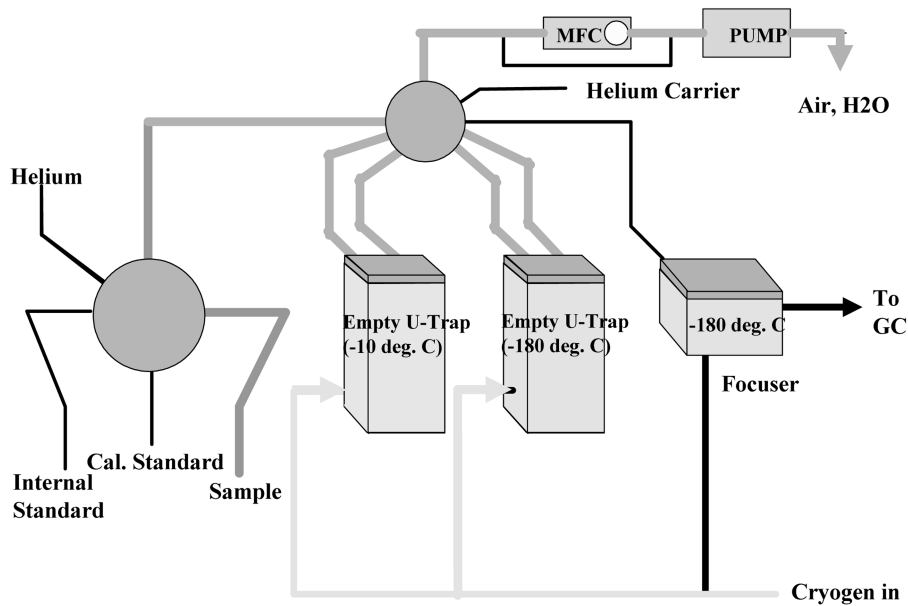 MFC
PUMP
Helium Carrier
Air, H2O
Helium
Empty U-Trap
(-10 deg. C)
Empty U-Trap
(-180 deg. C)
-180 deg. C
To
GC
Focuser
Cal. Standard
Internal
Standard
Sample
Cryogen in